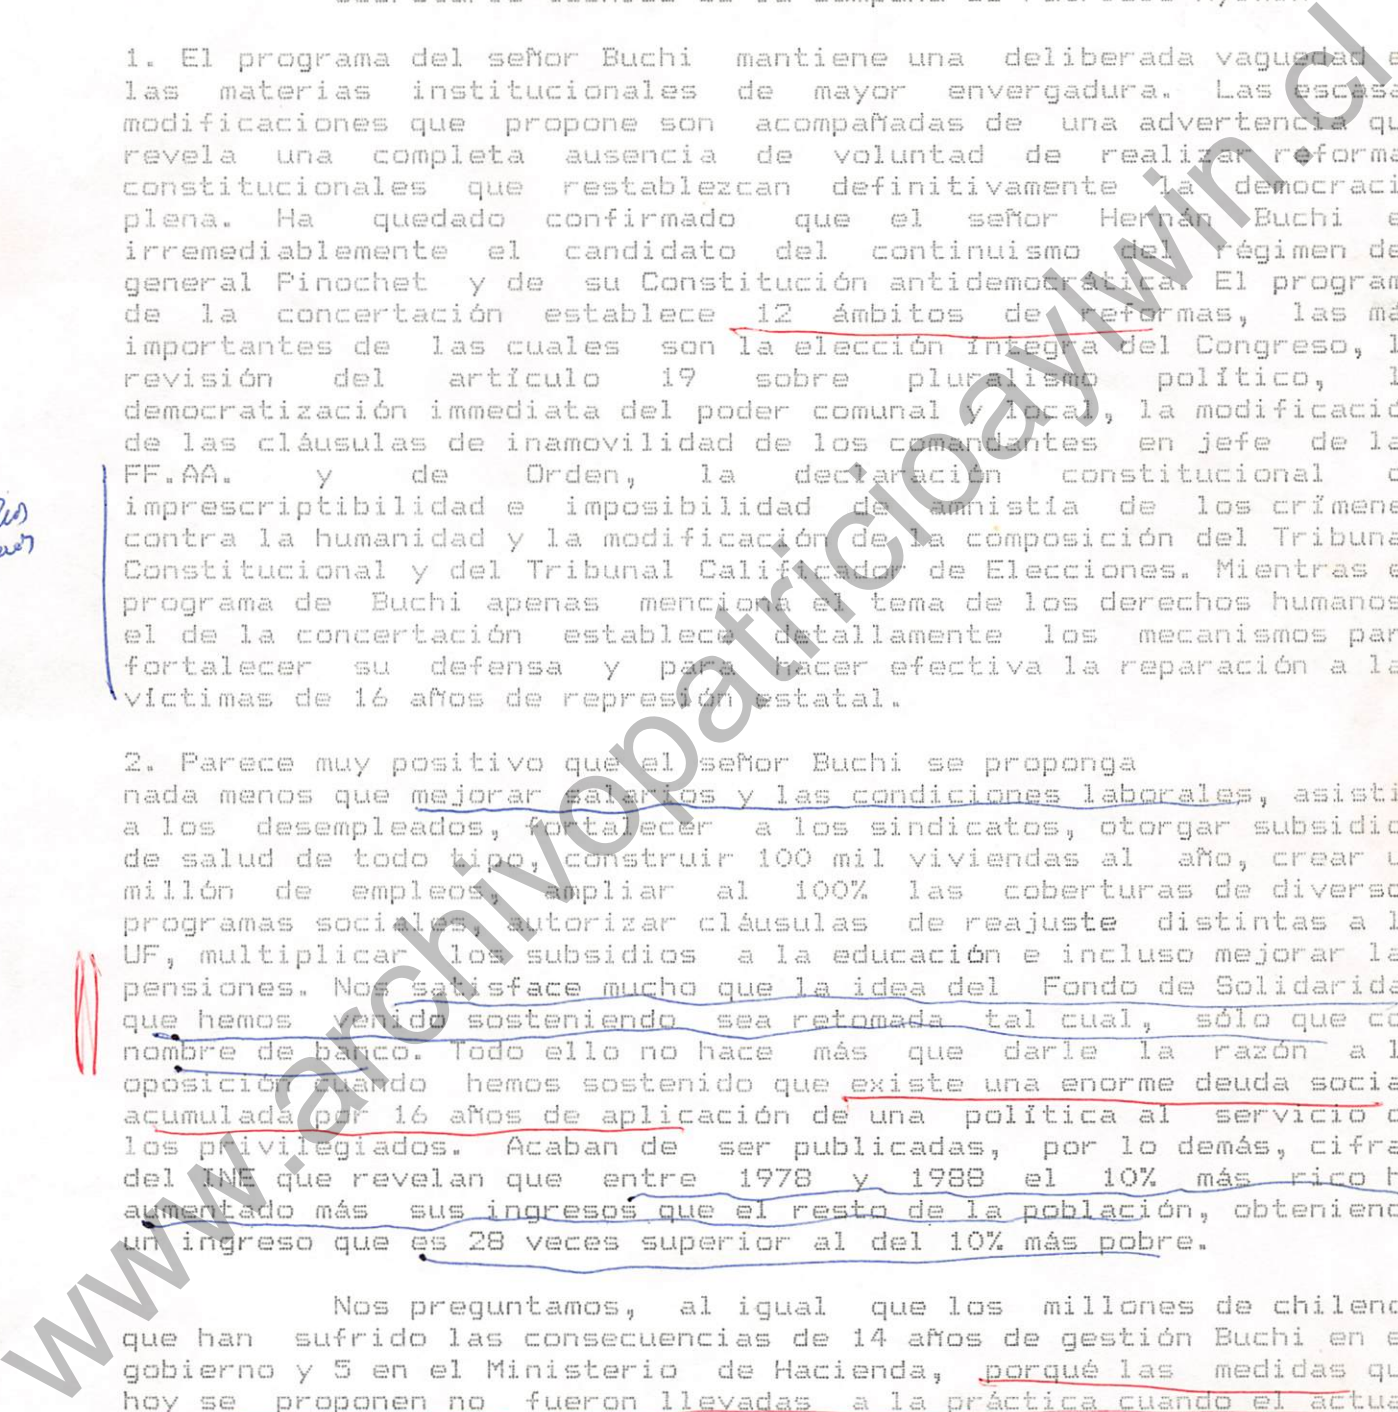 1. El programa del señor Buchi mantiene una deliberada vaguedad e
las materias institucionales de mayor envergadura. Las escasa
modificaciones que propone son acompañadas de una advertencia qu
revela una completa ausencia de voluntad de realizar reforma
constitucionales que restablezcan definitivamente la democraci
plena. Ha quedado confirmado que el señor Hernán Buchi e
irremediablemente el candidato del continuismo del régimen de
general Pinochet y de su Constitución antidemocrática. El program
de la concertación establece 12 ámbitos de reformas, las má
importantes de las cuales son la elección íntegra del Congreso, l
revisión del artículo 19 sobre pluralismo político, l
democratización immediata del poder comunal y local, la modificació
de las cláusulas de inamovilidad de los comandantes en jefe de la
FF.AA. y de Orden, la declaración constitucional d
imprescriptibilidad e imposibilidad de amnistía de los crímene
contra la humanidad y la modificación de la composición del Tribuna
Constitucional y del Tribunal Calificador de Elecciones. Mientras e
programa de Buchi apenas menciona el tema de los derechos humanos
el de la concertación establece detallamente los mecanismos par
fortalecer su defensa y para hacer efectiva la reparación a la
víctimas de 16 años de represión estatal.
2. Parece muy positivo que el señor Buchi se proponga
nada menos que mejorar salarios y las condiciones laborales, asisti
a los desempleados, fortalecer a los sindicatos, otorgar subsidio
de salud de todo tipo, construir 100 mil viviendas al año, crear u
millón de empleos, ampliar al 100% las coberturas de diverso
programas sociales, autorizar cláusulas de reajuste distintas a l
UF, multiplicar los subsidios a la educación e incluso mejorar la
pensiones. Nos satisface mucho que la idea del Fondo de Solidarida
que hemos venido sosteniendo sea retomada tal cual, sólo que co
nombre de banco. Todo ello no hace más que darle la razón a l
oposición cuando hemos sostenido que existe una enorme deuda socia
acumulada por 16 años de aplicación de una política al servicio
los privilegiados. Acaban de ser publicadas, por lo demás, cifra
del INE que revelan que entre 1978 y 1988 el 10% más rico h
aumentado más sus ingresos que el resto de la población, obteniend
un ingreso que es 28 veces superior al del 10% más pobre.
Nos preguntamos, al igual que los millones de chileno
que han sufrido las consecuencias de 14 años de gestión Buchi en e
gobierno y 5 en el Ministerio de Hacienda, porqué las medidas qu
hoy se proponen no fueron llevadas a la práctica cuando el actua
www.archivopatricioaylwin.cl